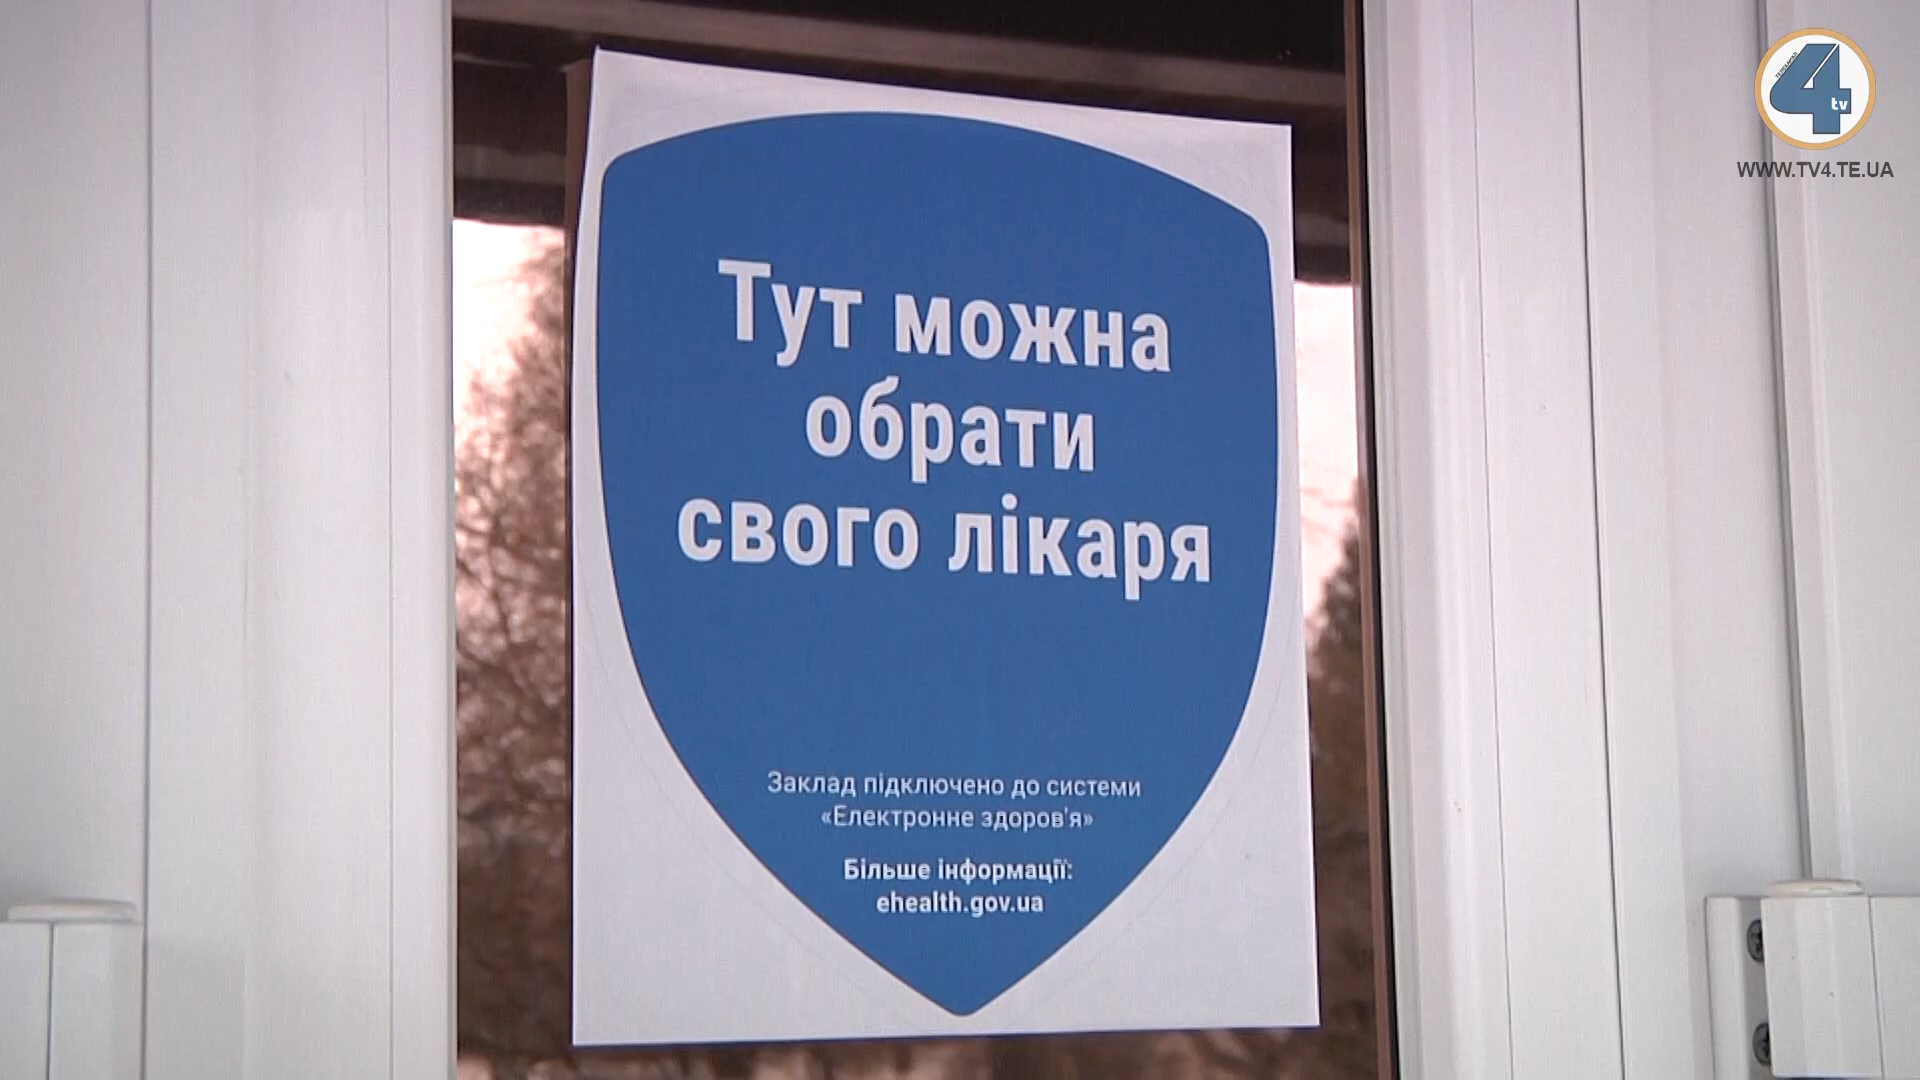 ТЕЛЕКАНАЛ
4
tv
WWW.TV4.TE.UA
Тут можна
обрати
свого лікаря
Заклад підключено до системи
«Електронне здоров'я»
Більше інформації:
ehealth.gov.ua